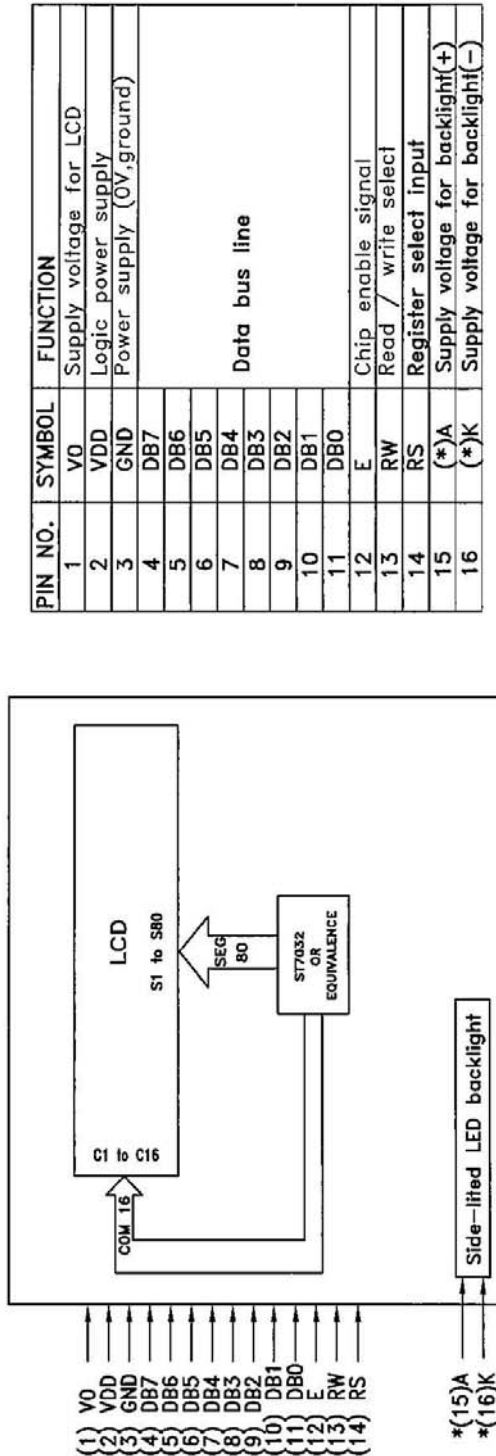 PIN NO. SYMBOL FUNCTION
1 V0 Supply voltage for LCD
2 VDD Logic power supply
3 GND Power supply (0V,ground)
4 DB7
5 DB6
6 DB5
7 DB4
8 DB3
9 DB2
10 DB1
11 DB0
Data bus line
12 E Chip enable signal
13 RW Read / write select
14 RS Register select input
15 (*)A Supply voltage for backlight(+)
16 (*)K Supply voltage for backlight(−)
(1) V0
(2) VDD
(3) GND
(4) DB7
(5) DB6
(6) DB5
(7) DB4
(8) DB3
(9) DB2
(10) DB1
(11) DB0
(12) E
(13) RW
(14) RS
*(15)A
*(16)K
COM 16
C1 to C16
LCD
S1 to S80
SEG
80
ST7032
OR
EQUIVALENCE
Side-lited LED backlight